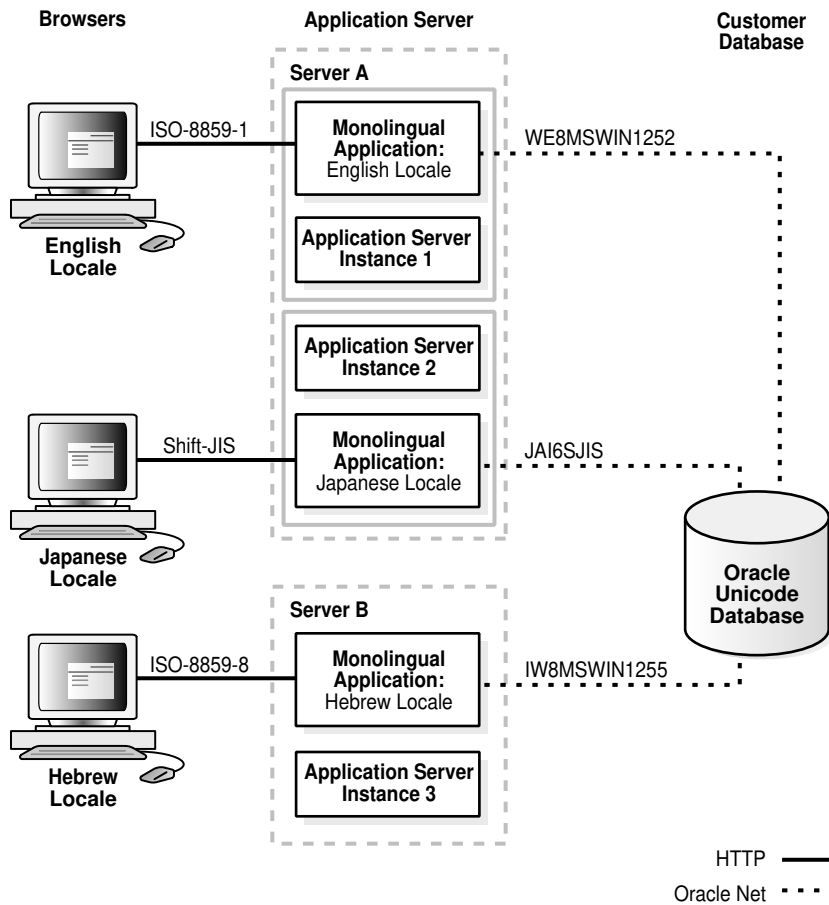 Browsers
Application Server
Customer
Database
Server A
ISO-8859-1
Monolingual
Application:
English Locale
WE8MSWIN1252
English
Locale
Application Server
Instance 1
Application Server
Instance 2
Shift-JIS
Monolingual
Application:
Japanese Locale
JAI6SJIS
Japanese
Locale
Oracle
Unicode
Database
Server B
ISO-8859-8
Monolingual
Application:
Hebrew Locale
IW8MSWIN1255
Hebrew
Locale
Application Server
Instance 3
HTTP
Oracle Net